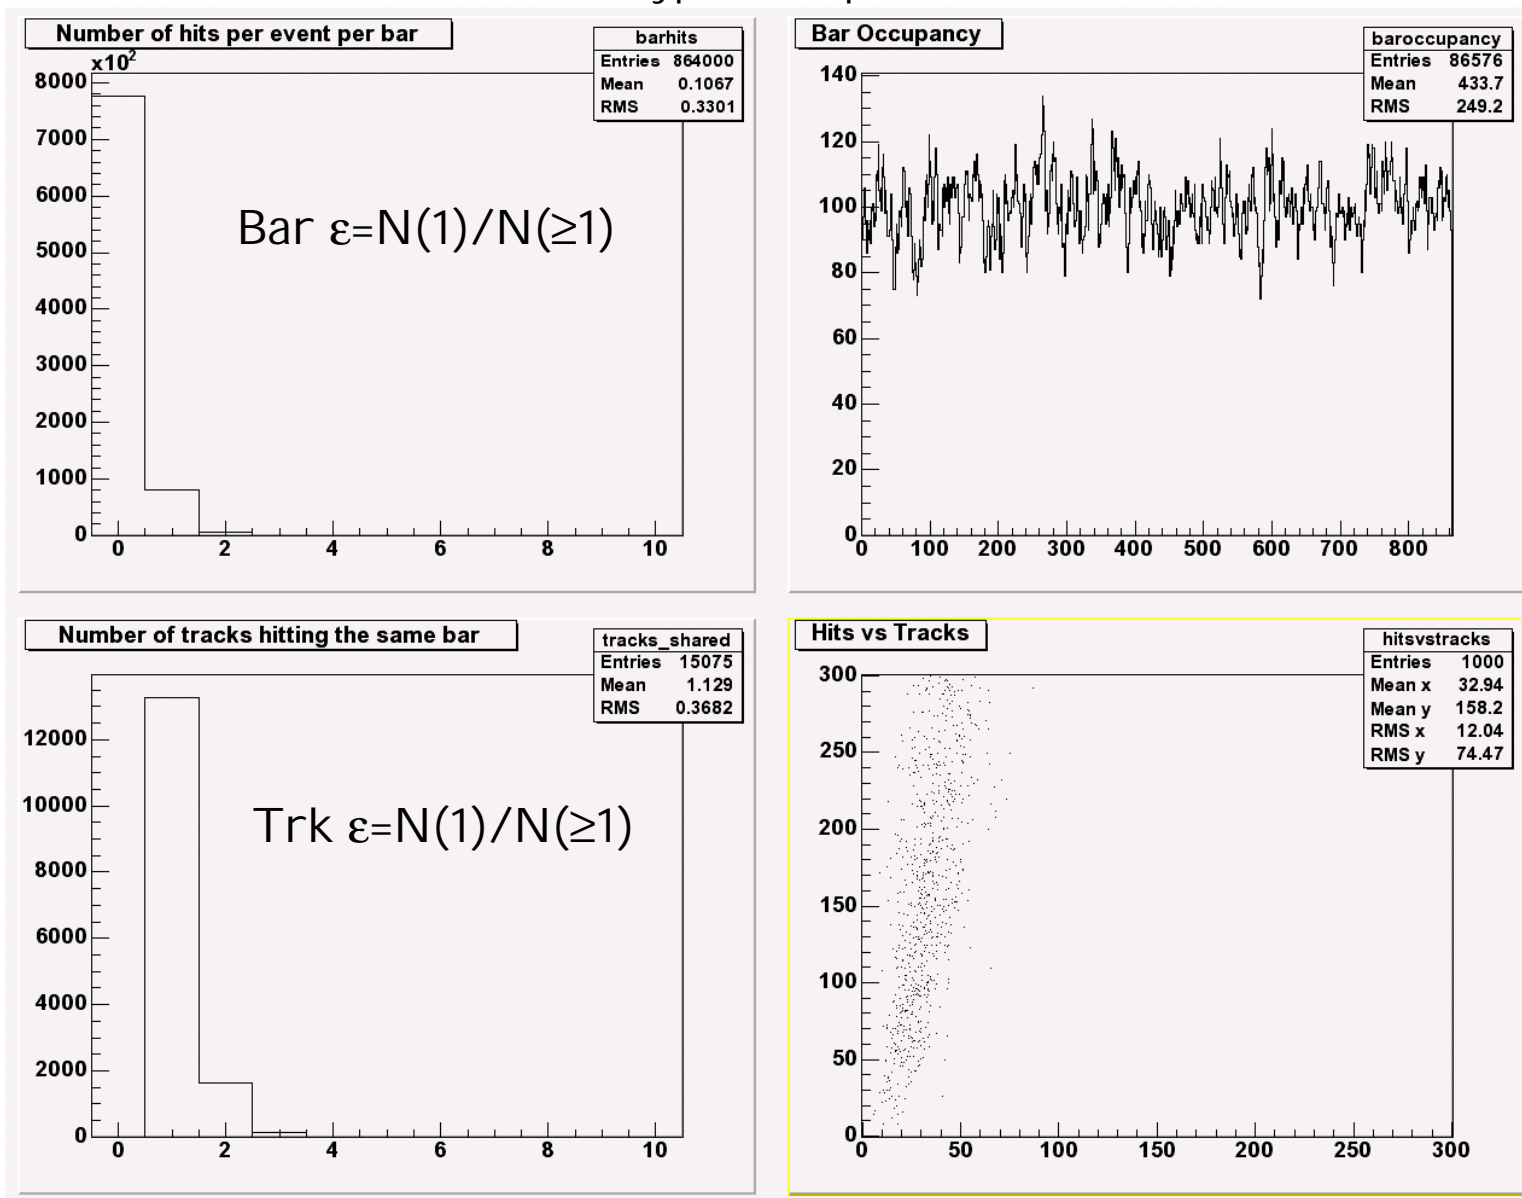 Number of hits per event per bar
x10²
barhits
Entries 864000
Mean 0.1067
RMS 0.3301
8000
7000
6000
5000
4000
3000
2000
1000
0
Bar ε=N(1)/N(≥1)
0 2 4 6 8 10
Bar Occupancy
baroccupancy
Entries 86576
Mean 433.7
RMS 249.2
140
120
100
80
60
40
20
0
0 100 200 300 400 500 600 700 800
Number of tracks hitting the same bar
tracks_shared
Entries 15075
Mean 1.129
RMS 0.3682
12000
10000
8000
6000
4000
2000
0
Trk ε=N(1)/N(≥1)
0 2 4 6 8 10
Hits vs Tracks
hitsvstracks
Entries 1000
Mean x 32.94
Mean y 158.2
RMS x 12.04
RMS y 74.47
300
250
200
150
100
50
0
0 50 100 150 200 250 300